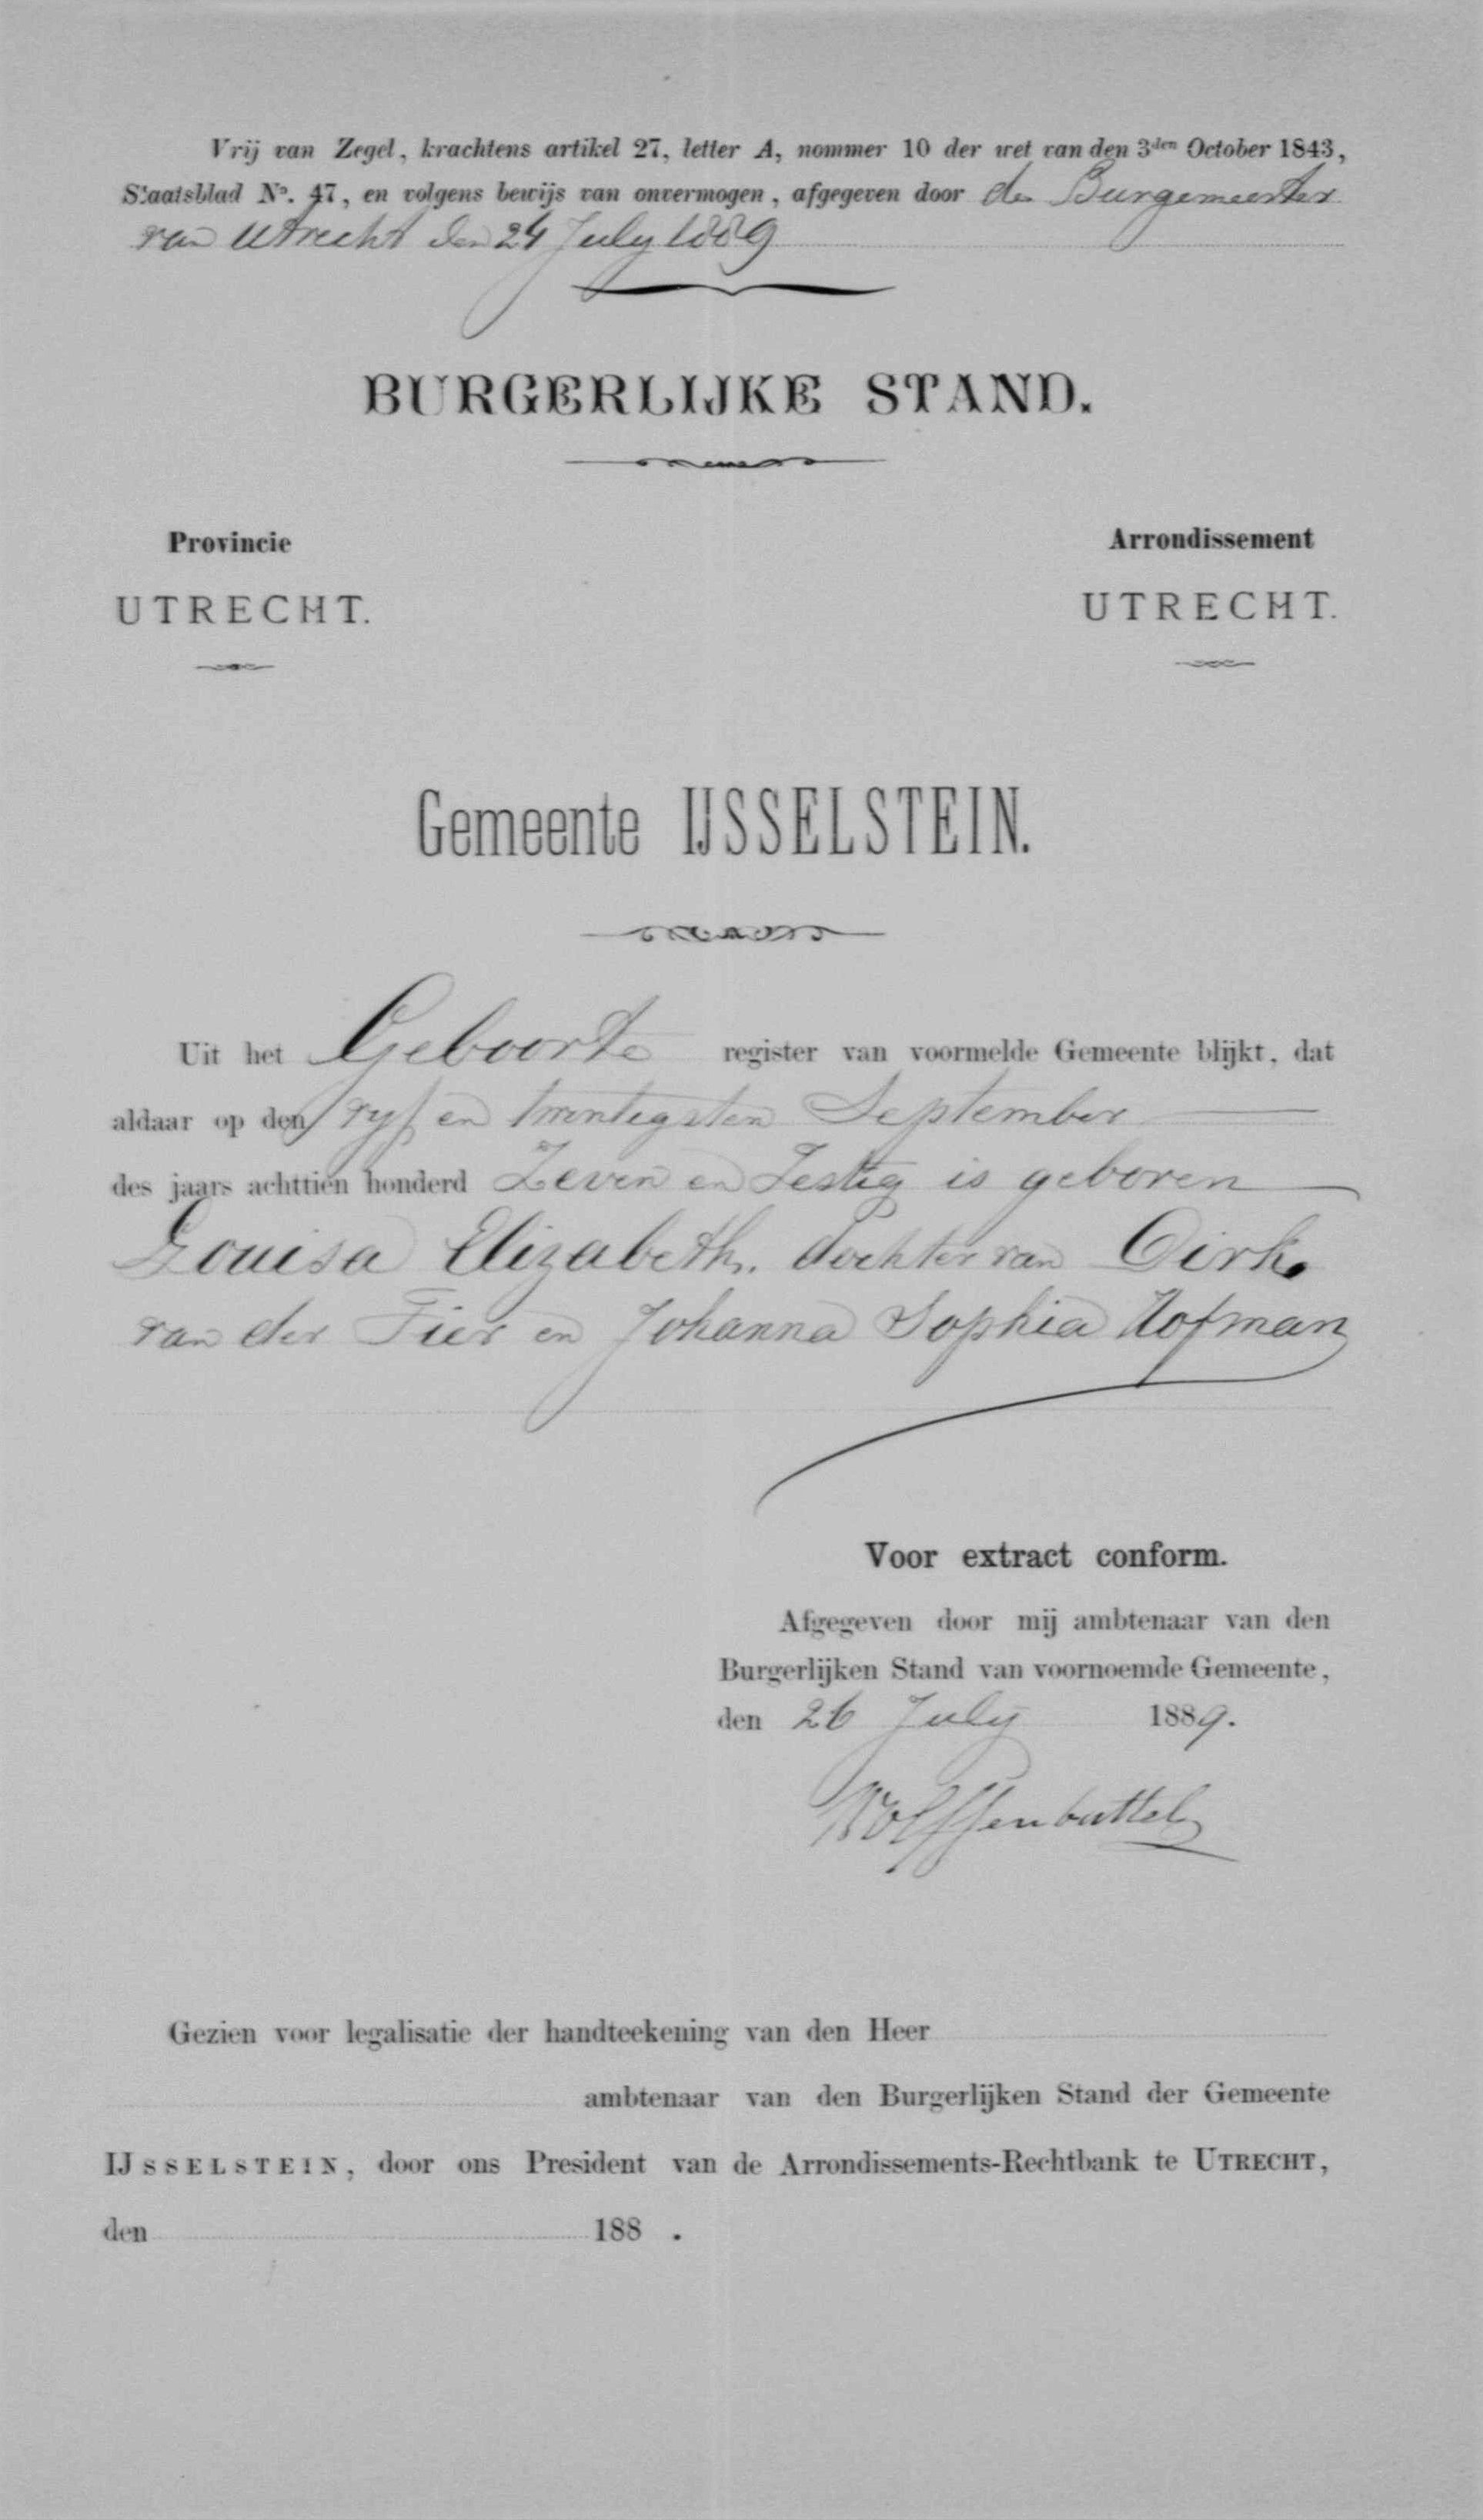 Vrij van Zegel, krachtens artikel 27, letter A, nommer 10 der wet van den 3den October 1843,
Staatsblad No. 47, en volgens bewijs van onvermogen, afgegeven door den Burgemeester
van Utrecht den 24 July 1889
BURGERLIJKE STAND.
Provincie
UTRECHT.
Arrondissement
UTRECHT.
Gemeente IJSSELSTEIN.
Uit het Geboorte register van voormelde Gemeente blijkt, dat
aldaar op den vijf en twintigsten September
des jaars achttien honderd Zeven en Zestig is geboren
Louisa Elizabeth, dochter van Dirk
van der Tier en Johanna Sophia Hofman
Voor extract conform.
Afgegeven door mij ambtenaar van den
Burgerlijken Stand van voornoemde Gemeente,
den 26 July 1889.
Wolffenbuttel
Gezien voor legalisatie der handteekening van den Heer
ambtenaar van den Burgerlijken Stand der Gemeente
IJSSELSTEIN, door ons President van de Arrondissements-Rechtbank te UTRECHT,
den 188 .